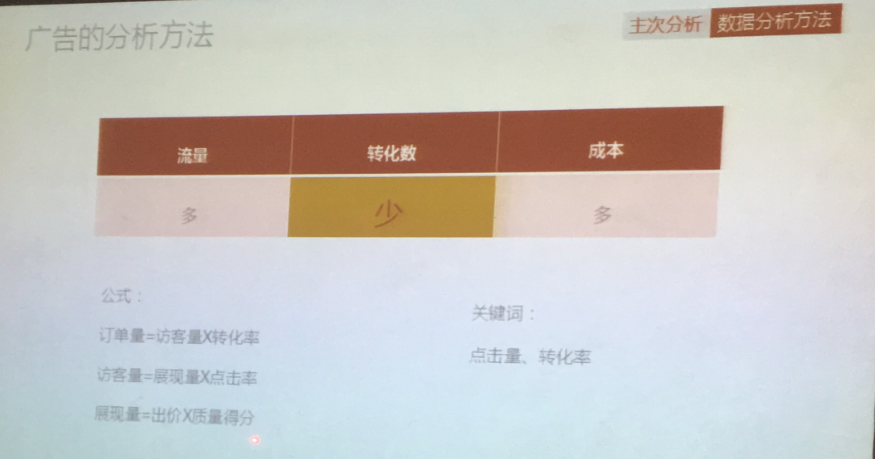 广告的分析方法
主次分析 数据分析方法
流量 转化数 成本
多 少 多
公式：
订单量=访客量X转化率
访客量=展现量X点击率
展现量=出价X质量得分
关键词：
点击量、转化率